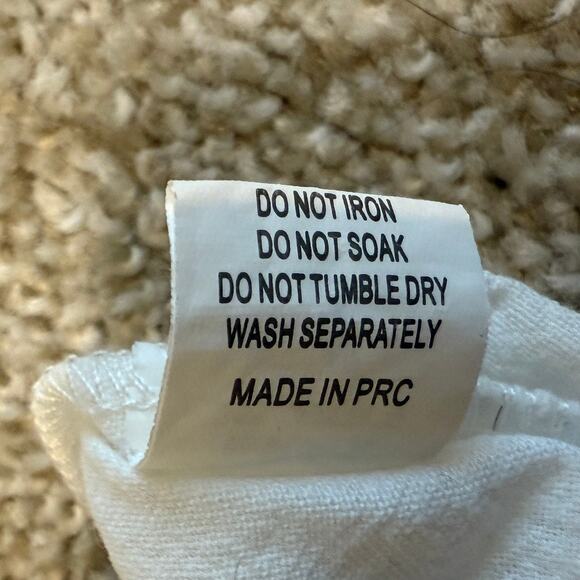 DO NOT IRON
DO NOT SOAK
DO NOT TUMBLE DRY
WASH SEPARATELY
MADE IN PRC